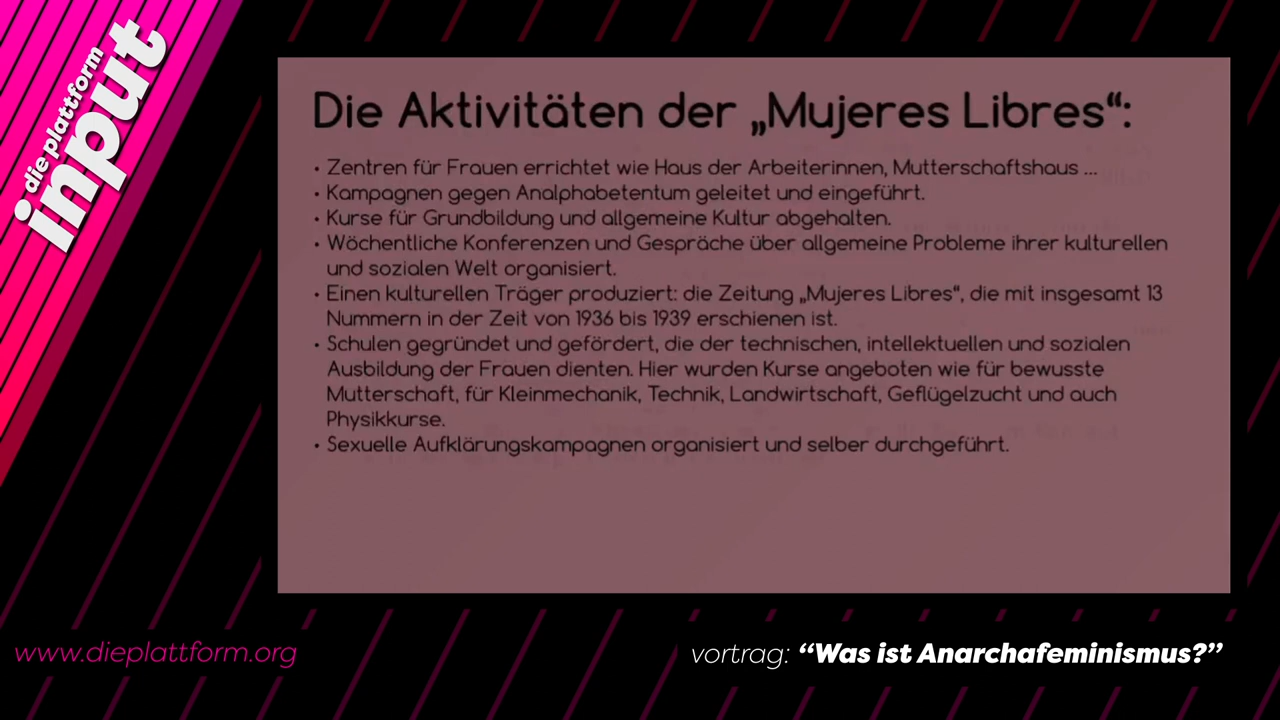 die plattform
input
Die Aktivitäten der „Mujeres Libres“:
• Zentren für Frauen errichtet wie Haus der Arbeiterinnen, Mutterschaftshaus ...
• Kampagnen gegen Analphabetentum geleitet und eingeführt.
• Kurse für Grundbildung und allgemeine Kultur abgehalten.
• Wöchentliche Konferenzen und Gespräche über allgemeine Probleme ihrer kulturellen
und sozialen Welt organisiert.
• Einen kulturellen Träger produziert: die Zeitung „Mujeres Libres“, die mit insgesamt 13
Nummern in der Zeit von 1936 bis 1939 erschienen ist.
• Schulen gegründet und gefördert, die der technischen, intellektuellen und sozialen
Ausbildung der Frauen dienten. Hier wurden Kurse angeboten wie für bewusste
Mutterschaft, für Kleinmechanik, Technik, Landwirtschaft, Geflügelzucht und auch
Physikkurse.
• Sexuelle Aufklärungskampagnen organisiert und selber durchgeführt.
www.dieplattform.org
vortrag: “Was ist Anarchafeminismus?”